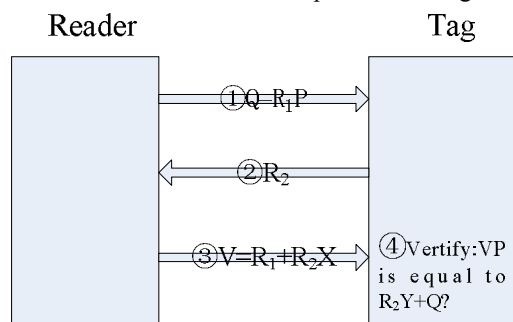 Reader
Tag
①Q=R₁P
②R₂
③V=R₁+R₂X
④Vertify:VP
is equal to
R₂Y+Q?